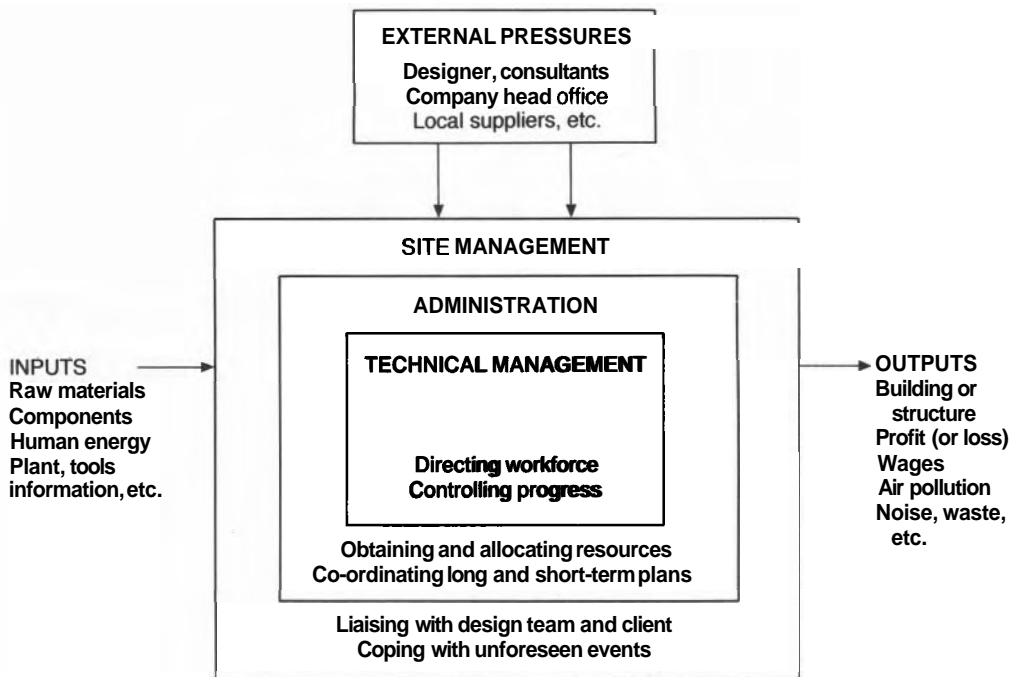 EXTERNAL PRESSURES
Designer, consultants
Company head office
Local suppliers, etc.
SITE MANAGEMENT
ADMINISTRATION
TECHNICAL MANAGEMENT
Directing workforce
Controlling progress
Obtaining and allocating resources
Co-ordinating long and short-term plans
Liaising with design team and client
Coping with unforeseen events
INPUTS
Raw materials
Components
Human energy
Plant, tools
information, etc.
OUTPUTS
Building or
structure
Profit (or loss)
Wages
Air pollution
Noise, waste,
etc.